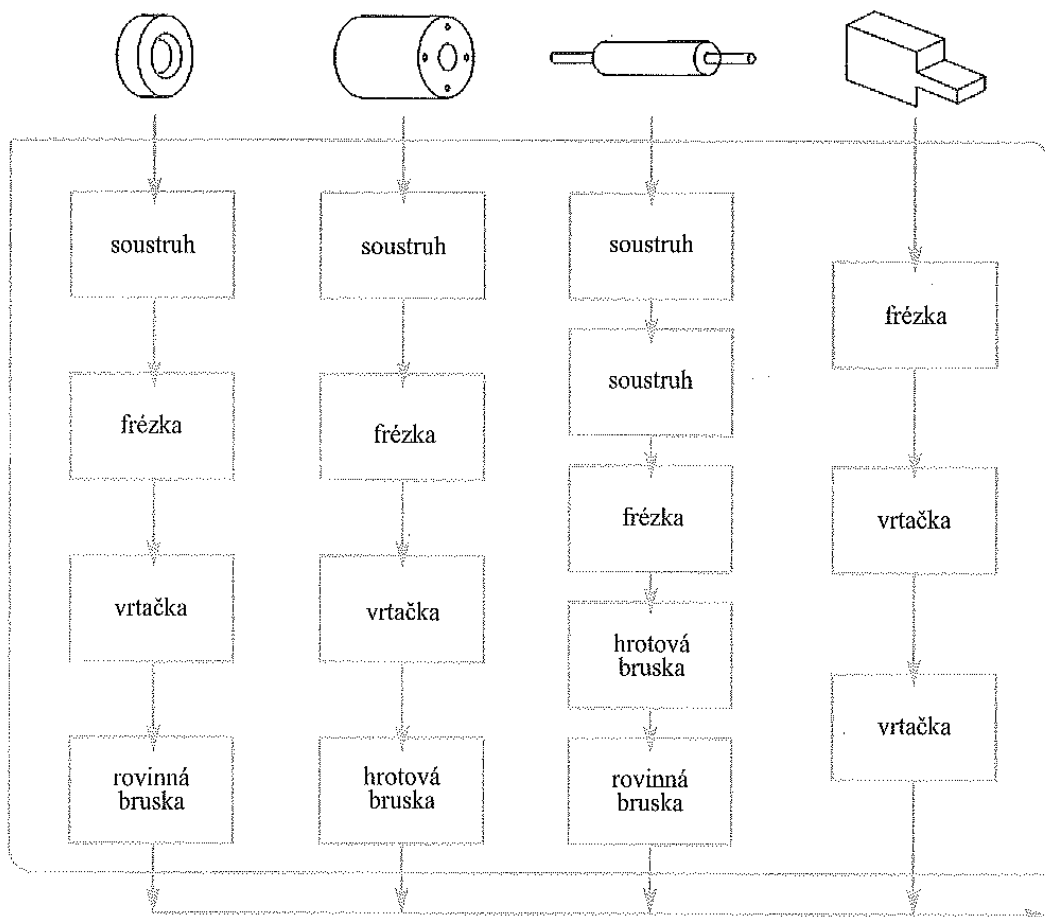 soustruh
frézka
vrtačka
rovinná
bruska
soustruh
frézka
vrtačka
hrotová
bruska
soustruh
soustruh
frézka
hrotová
bruska
rovinná
bruska
frézka
vrtačka
vrtačka